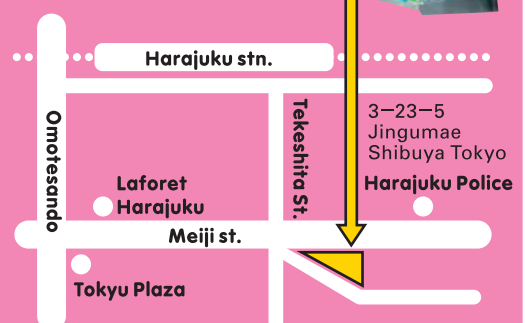 Harajuku stn.
Omotesando
Tekeshita St.
3–23–5
Jingumae
Shibuya Tokyo
Laforet
Harajuku
Harajuku Police
Meiji st.
Tokyu Plaza